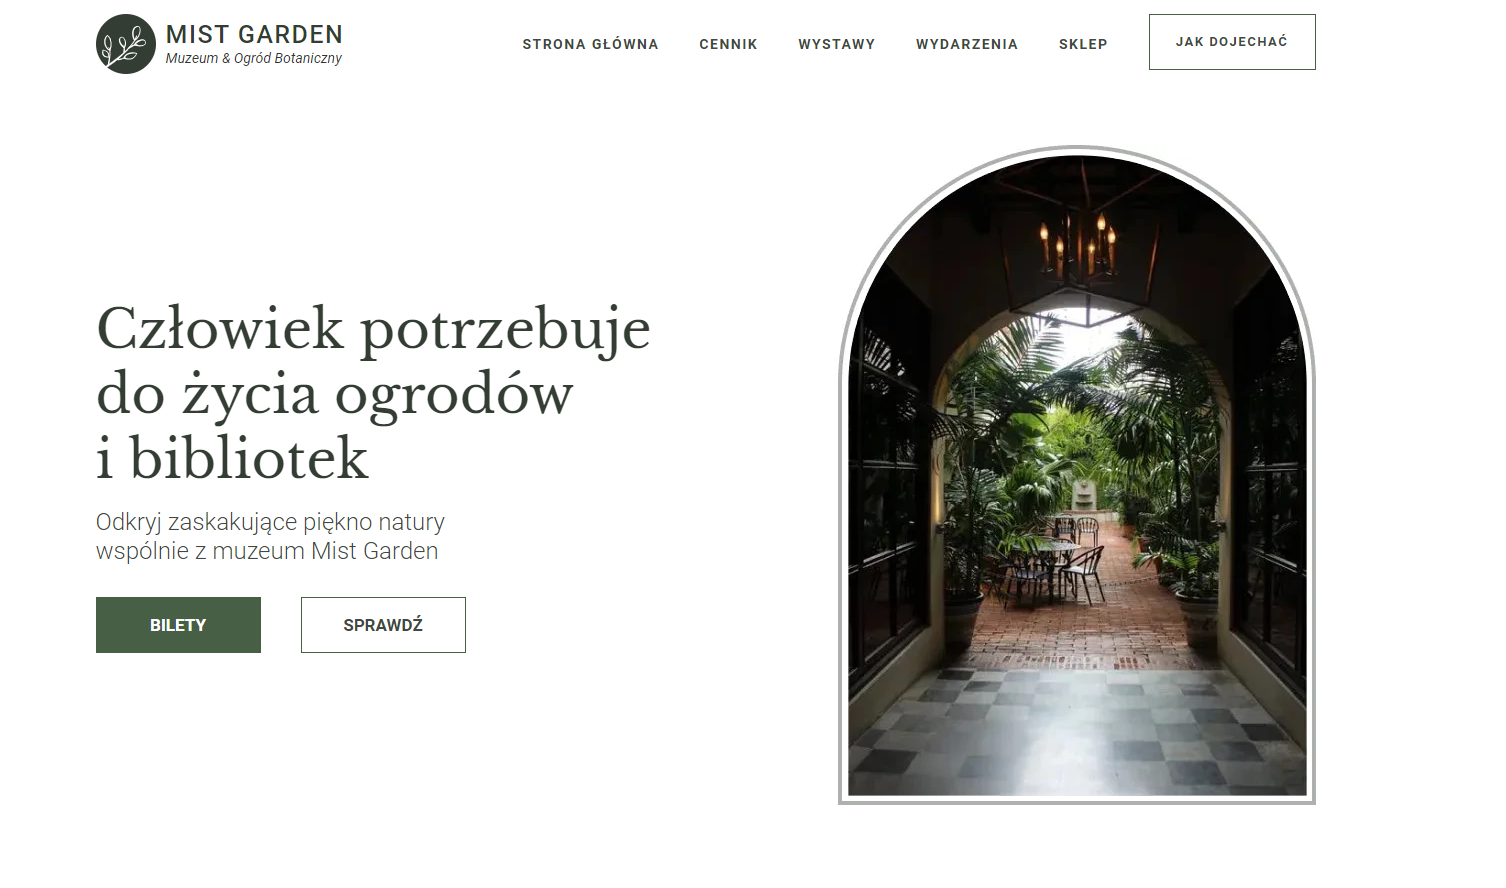 MIST GARDEN
Muzeum & Ogród Botaniczny
STRONA GŁÓWNA
CENNIK
WYSTAWY
WYDARZENIA
SKLEP
JAK DOJECHAĆ
Człowiek potrzebuje
do życia ogrodów
i bibliotek
Odkryj zaskakujące piękno natury
wspólnie z muzeum Mist Garden
BILETY
SPRAWDŹ